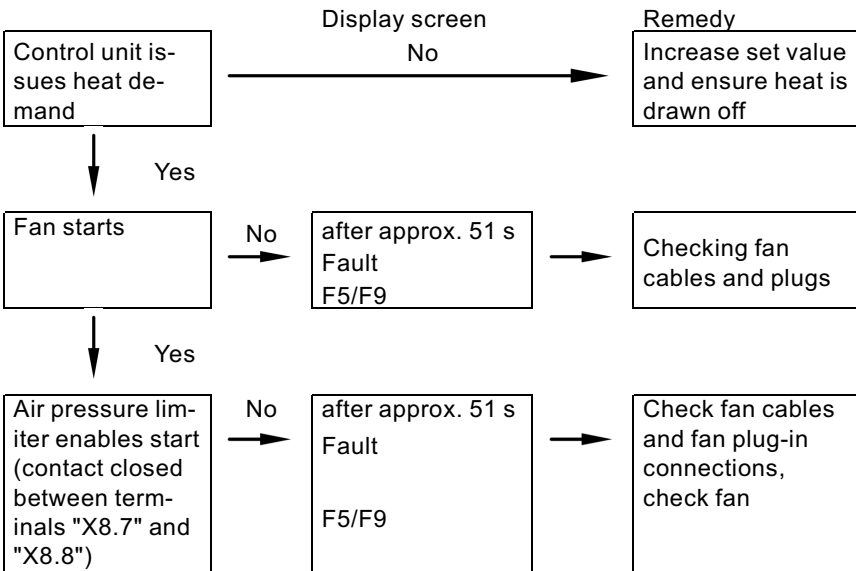 Display screen
Remedy
Control unit is-
sues heat de-
mand
No
Increase set value
and ensure heat is
drawn off
Yes
Fan starts
No
after approx. 51 s
Fault
F5/F9
Checking fan
cables and plugs
Yes
Air pressure lim-
iter enables start
(contact closed
between term-
inals "X8.7" and
"X8.8")
No
after approx. 51 s
Fault
F5/F9
Check fan cables
and fan plug-in
connections,
check fan